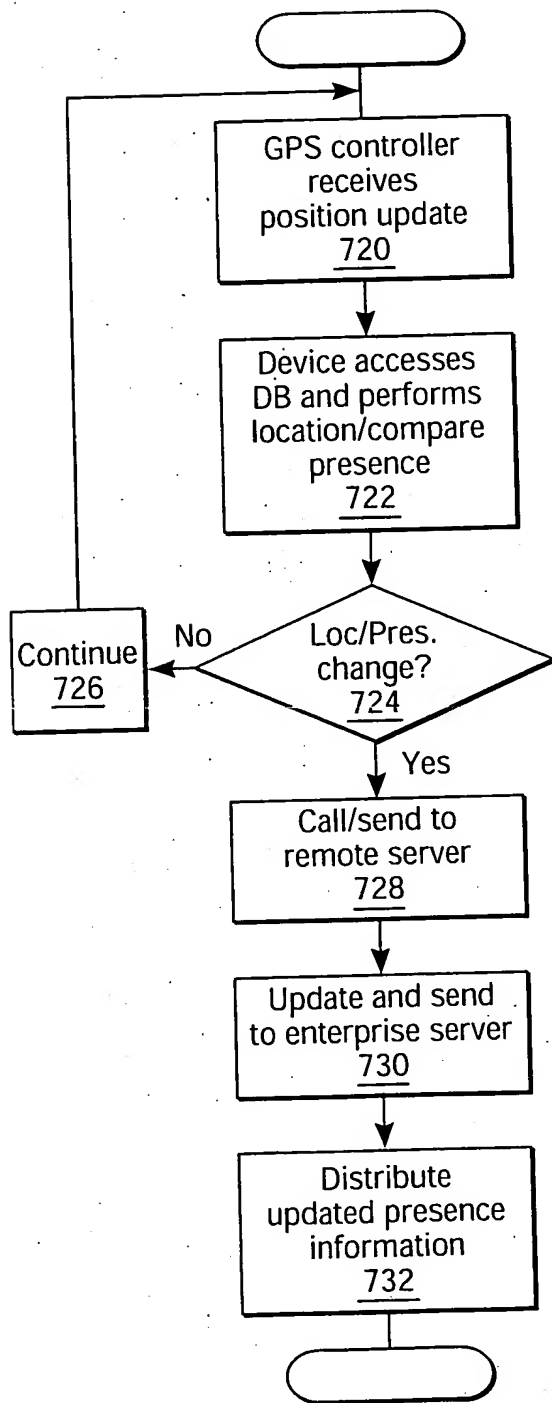 GPS controller
receives
position update
720
Device accesses
DB and performs
location/compare
presence
722
Loc/Pres.
change?
724
No
Continue
726
Yes
Call/send to
remote server
728
Update and send
to enterprise server
730
Distribute
updated presence
information
732